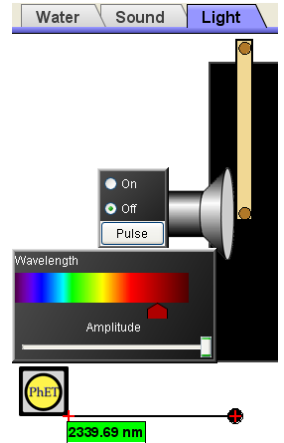 Water Sound Light
On
Off
Pulse
Wavelength
Amplitude
PhET
2339.69 nm